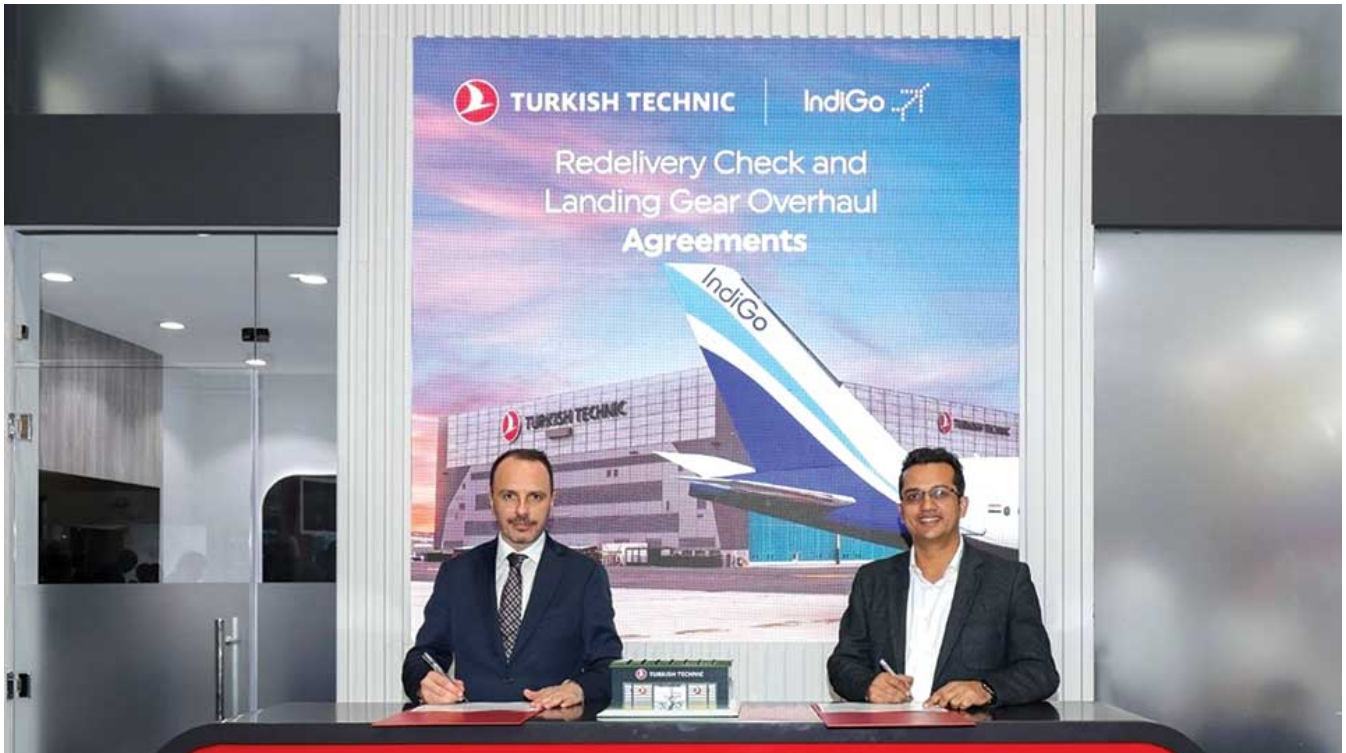 TURKISH TECHNIC IndiGo
Redelivery Check and
Landing Gear Overhaul
Agreements
IndiGo
TURKISH TECHNIC
TURKISH TECHNIC
TURKISH TECHNIC